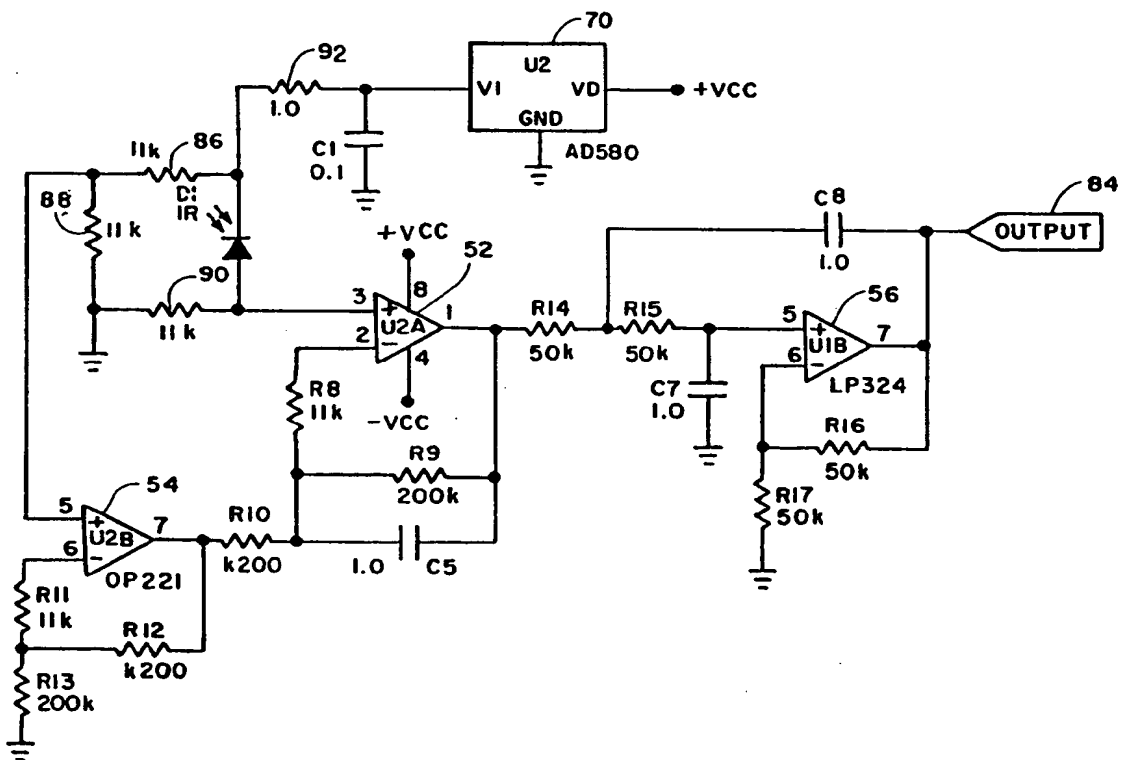 70
92
U2
VI
VD
+VCC
GND
AD580
1.0
C1
0.1
11k
86
D1
IR
88
11k
90
11k
+VCC
52
8
3
+
U2A
1
2
-
4
-VCC
R8
11k
R9
200k
1.0
C5
R10
k200
54
5
+
U2B
7
6
-
OP221
R11
11k
R12
k200
R13
200k
R14
50k
R15
50k
C7
1.0
C8
1.0
84
OUTPUT
56
5
+
U1B
7
6
-
LP324
R16
50k
R17
50k